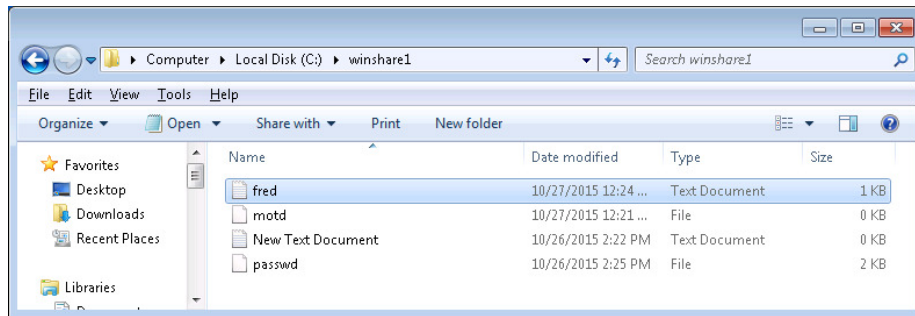 Computer Local Disk (C:) winshare1 Search winshare1
File Edit View Tools Help
Organize Open Share with Print New folder
Favorites
Desktop
Downloads
Recent Places
Libraries
Name Date modified Type Size
fred 10/27/2015 12:24 ... Text Document 1 KB
motd 10/27/2015 12:21 ... File 0 KB
New Text Document 10/26/2015 2:22 PM Text Document 0 KB
passwd 10/26/2015 2:25 PM File 2 KB